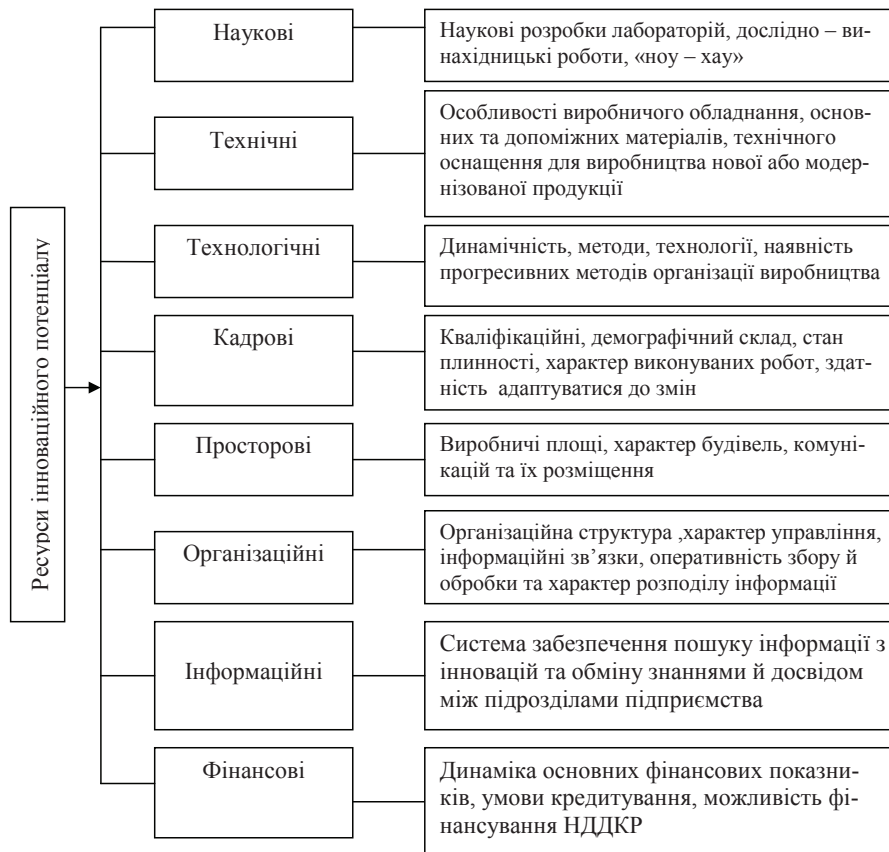 Ресурси інноваційного потенціалу
Наукові
Наукові розробки лабораторій, дослідно – ви-
нахідницькі роботи, «ноу – хау»
Технічні
Особливості виробничого обладнання, основ-
них та допоміжних матеріалів, технічного
оснащення для виробництва нової або модер-
нізованої продукції
Технологічні
Динамічність, методи, технології, наявність
прогресивних методів організації виробництва
Кадрові
Кваліфікаційні, демографічний склад, стан
плинності, характер виконуваних робот, здат-
ність адаптуватися до змін
Просторові
Виробничі площі, характер будівель, комуні-
кацій та їх розміщення
Організаційні
Організаційна структура ,характер управління,
інформаційні зв’язки, оперативність збору й
обробки та характер розподілу інформації
Інформаційні
Система забезпечення пошуку інформації з
інновацій та обміну знаннями й досвідом
між підрозділами підприємства
Фінансові
Динаміка основних фінансових показни-
ків, умови кредитування, можливість фі-
нансування НДДКР